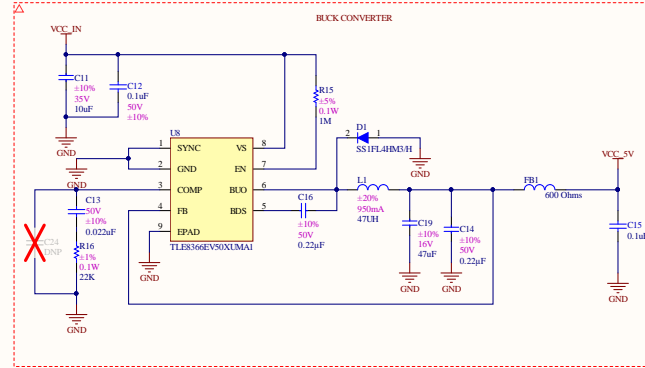 BUCK CONVERTER
VCC_IN
C11
±10%
35V
10uF
C12
0.1uF
50V
±10%
GND
R15
±5%
0.1W
1M
D1
2 1
SS1FL4HM3/H
GND
U8
1 SYNC VS 8
2 GND EN 7
3 COMP BUO 6
4 FB BDS 5
9 EPAD
TLE8366EV50XUMA1
GND
GND
C13
50V
±10%
0.022uF
C24
DNP
R16
±1%
0.1W
22K
GND
C16
±10%
50V
0.22µF
L1
±20%
950mA
47UH
C19
±10%
16V
47uF
GND
C14
±10%
50V
0.22µF
GND
FB1
600 Ohms
VCC_5V
C15
0.1u
GND